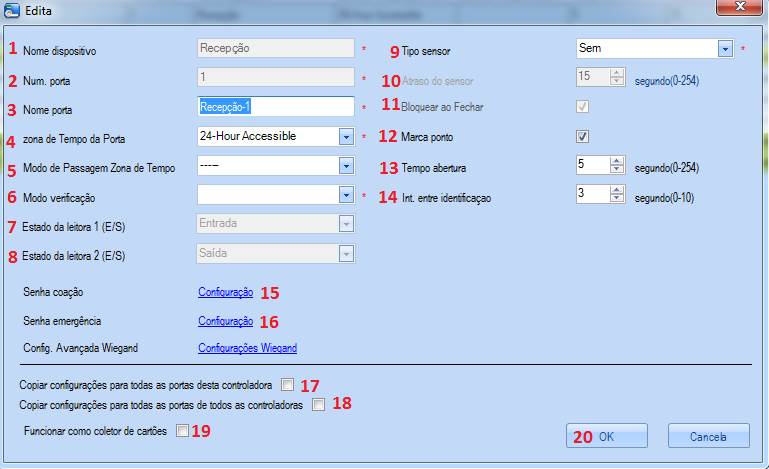 Edita
1 Nome dispositivo Recepção *
2 Num. porta 1 *
3 Nome porta Recepção-1 *
4 zona de Tempo da Porta 24-Hour Accessible *
5 Modo de Passagem Zona de Tempo -----
6 Modo verificação *
7 Estado da leitora 1 (E/S) Entrada
8 Estado da leitora 2 (E/S) Saída
9 Tipo sensor Sem *
10 Atraso do sensor 15 segundo(0-254)
11 Bloquear ao Fechar
12 Marca ponto
13 Tempo abertura 5 segundo(0-254)
14 Int. entre identificaçao 3 segundo(0-10)
Senha coação Configuração 15
Senha emergência Configuração 16
Config. Avançada Wiegand Configurações Wiegand
Copiar configurações para todas as portas desta controladora 17
Copiar configurações para todas as portas de todos as controladoras 18
Funcionar como coletor de cartões 19
20 OK
Cancela